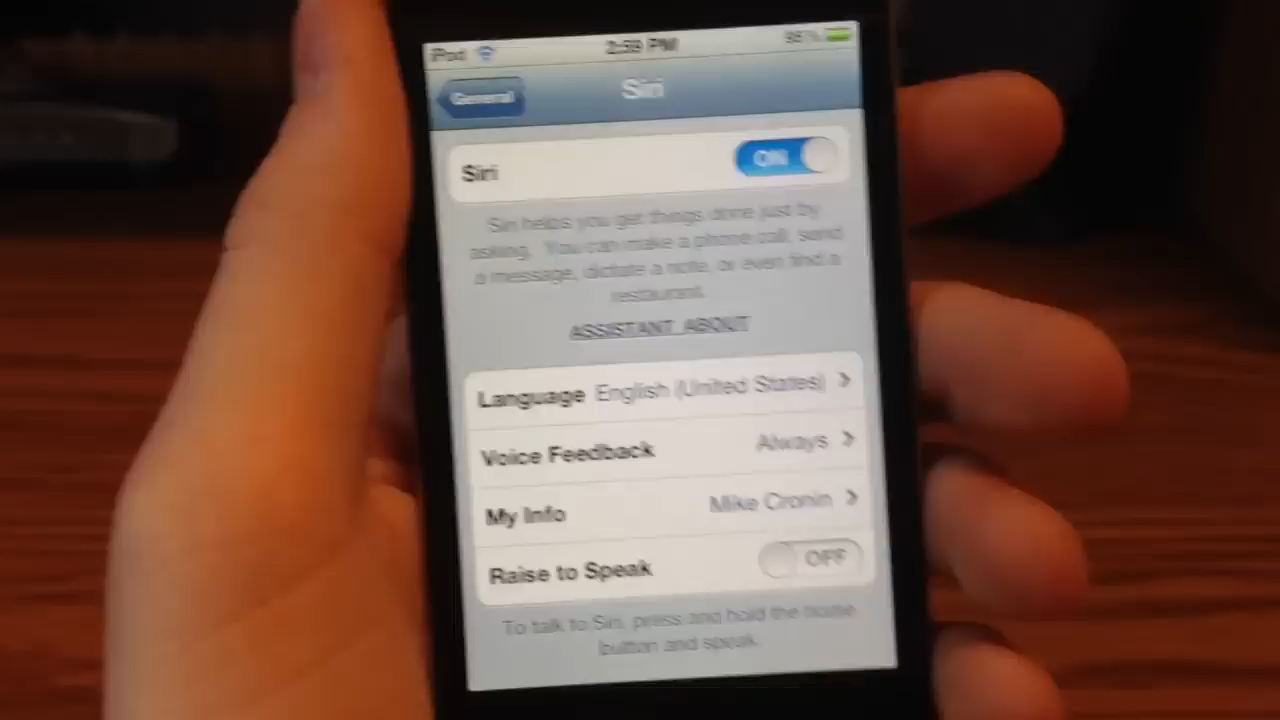 iPod 2:59 PM 95%
General Siri
Siri ON
Siri helps you get things done just by
asking. You can make a phone call, send
a message, dictate a note, or even find a
restaurant.
ASSISTANT_ABOUT
Language English (United States)
Voice Feedback Always
My Info Mike Cronin
Raise to Speak OFF
To talk to Siri, press and hold the home
button and speak.